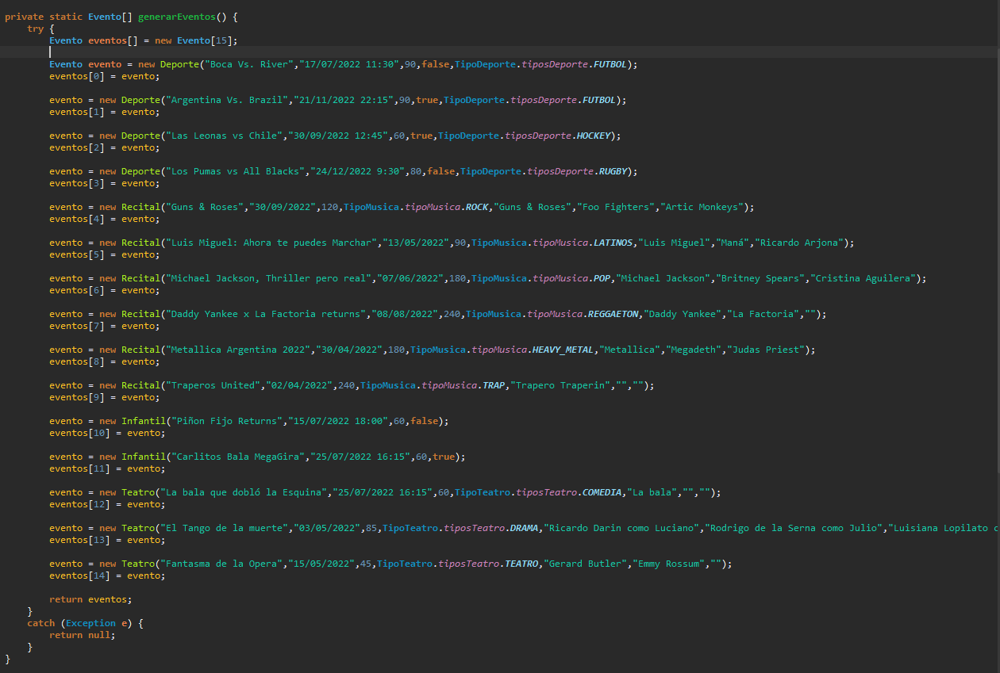 private static Evento[] generarEventos() {
try {
Evento eventos[] = new Evento[15];
Evento evento = new Deporte("Boca Vs. River","17/07/2022 11:30",90,false,TipoDeporte.tiposDeporte.FUTBOL);
eventos[0] = evento;
evento = new Deporte("Argentina Vs. Brazil","21/11/2022 22:15",90,true,TipoDeporte.tiposDeporte.FUTBOL);
eventos[1] = evento;
evento = new Deporte("Las Leonas vs Chile","30/09/2022 12:45",60,true,TipoDeporte.tiposDeporte.HOCKEY);
eventos[2] = evento;
evento = new Deporte("Los Pumas vs All Blacks","24/12/2022 9:30",80,false,TipoDeporte.tiposDeporte.RUGBY);
eventos[3] = evento;
evento = new Recital("Guns & Roses","30/09/2022",120,TipoMusica.tipoMusica.ROCK,"Guns & Roses","Foo Fighters","Artic Monkeys");
eventos[4] = evento;
evento = new Recital("Luis Miguel: Ahora te puedes Marchar","13/05/2022",90,TipoMusica.tipoMusica.LATINOS,"Luis Miguel","Maná","Ricardo Arjona");
eventos[5] = evento;
evento = new Recital("Michael Jackson, Thriller pero real","07/06/2022",180,TipoMusica.tipoMusica.POP,"Michael Jackson","Britney Spears","Cristina Aguilera");
eventos[6] = evento;
evento = new Recital("Daddy Yankee x La Factoria returns","08/08/2022",240,TipoMusica.tipoMusica.REGGAETON,"Daddy Yankee","La Factoria","");
eventos[7] = evento;
evento = new Recital("Metallica Argentina 2022","30/04/2022",180,TipoMusica.tipoMusica.HEAVY_METAL,"Metallica","Megadeth","Judas Priest");
eventos[8] = evento;
evento = new Recital("Traperos United","02/04/2022",240,TipoMusica.tipoMusica.TRAP,"Trapero Traperin","","");
eventos[9] = evento;
evento = new Infantil("Piñon Fijo Returns","15/07/2022 18:00",60,false);
eventos[10] = evento;
evento = new Infantil("Carlitos Bala MegaGira","25/07/2022 16:15",60,true);
eventos[11] = evento;
evento = new Teatro("La bala que dobló la Esquina","25/07/2022 16:15",60,TipoTeatro.tiposTeatro.COMEDIA,"La bala","","");
eventos[12] = evento;
evento = new Teatro("El Tango de la muerte","03/05/2022",85,TipoTeatro.tiposTeatro.DRAMA,"Ricardo Darin como Luciano","Rodrigo de la Serna como Julio","Luisiana Lopilato
eventos[13] = evento;
evento = new Teatro("Fantasma de la Opera","15/05/2022",45,TipoTeatro.tiposTeatro.TEATRO,"Gerard Butler","Emmy Rossum","");
eventos[14] = evento;
return eventos;
}
catch (Exception e) {
return null;
}
}